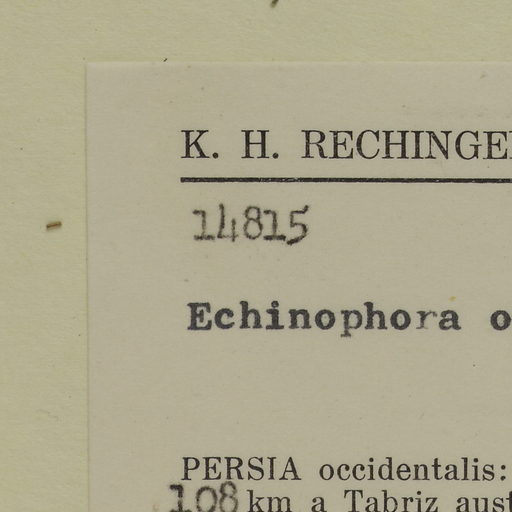 K. H. RECHINGE
14815
Echinophora o
PERSIA occidentalis:
108 km a Tabriz aust